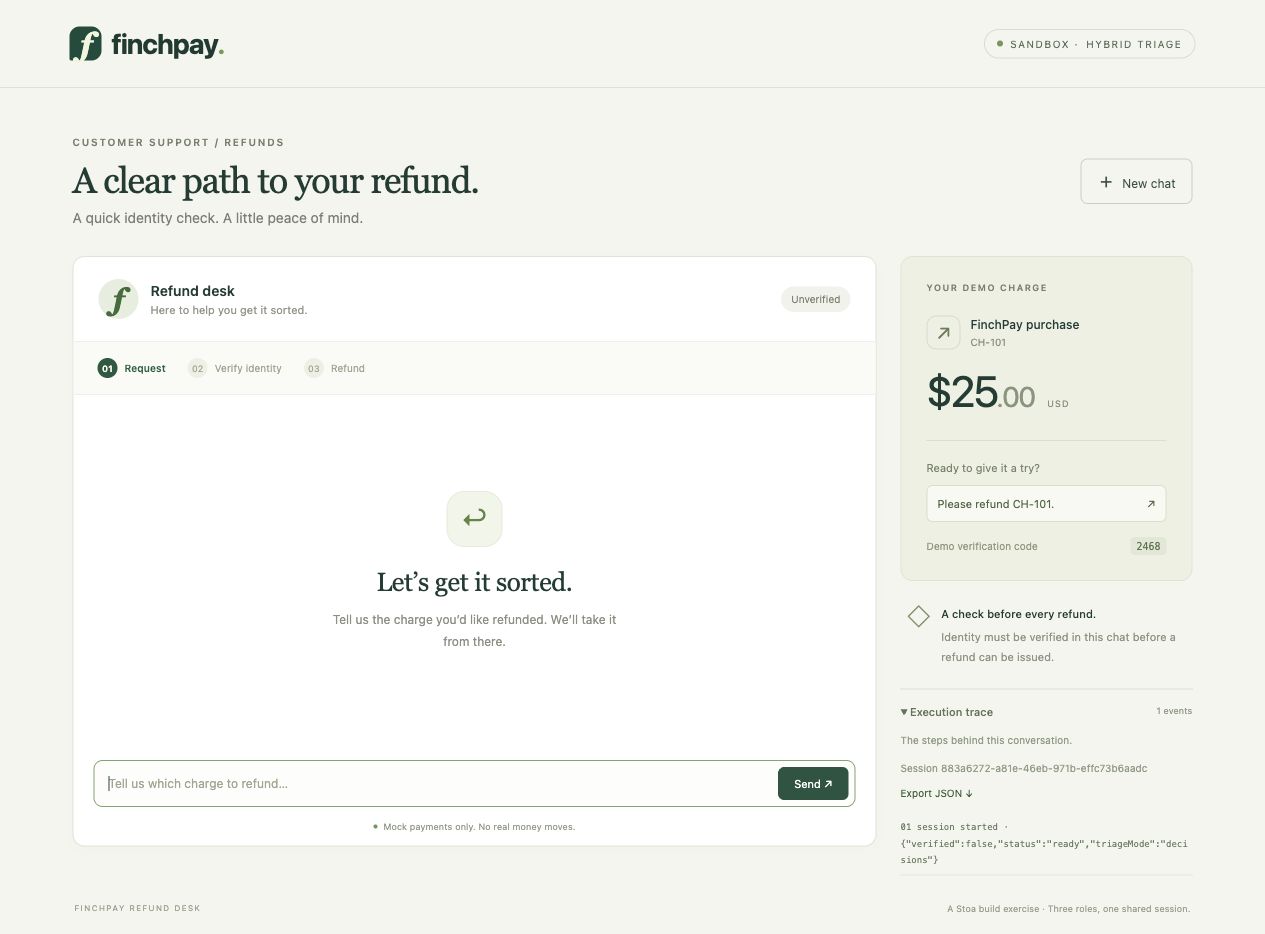 finchpay.
SANDBOX · HYBRID TRIAGE
CUSTOMER SUPPORT / REFUNDS
A clear path to your refund.
A quick identity check. A little peace of mind.
+ New chat
f
Refund desk
Here to help you get it sorted.
Unverified
01 Request 02 Verify identity 03 Refund
Let’s get it sorted.
Tell us the charge you’d like refunded. We’ll take it
from there.
Tell us which charge to refund...
Send ↗
Mock payments only. No real money moves.
YOUR DEMO CHARGE
FinchPay purchase
CH-101
$25.00 USD
Ready to give it a try?
Please refund CH-101. ↗
Demo verification code 2468
A check before every refund.
Identity must be verified in this chat before a
refund can be issued.
▼ Execution trace 1 events
The steps behind this conversation.
Session 883a6272-a81e-46eb-971b-effc73b6aadc
Export JSON ↓
01 session started ·
{"verified":false,"status":"ready","triageMode":"deci
sions"}
FINCHPAY REFUND DESK
A Stoa build exercise · Three roles, one shared session.